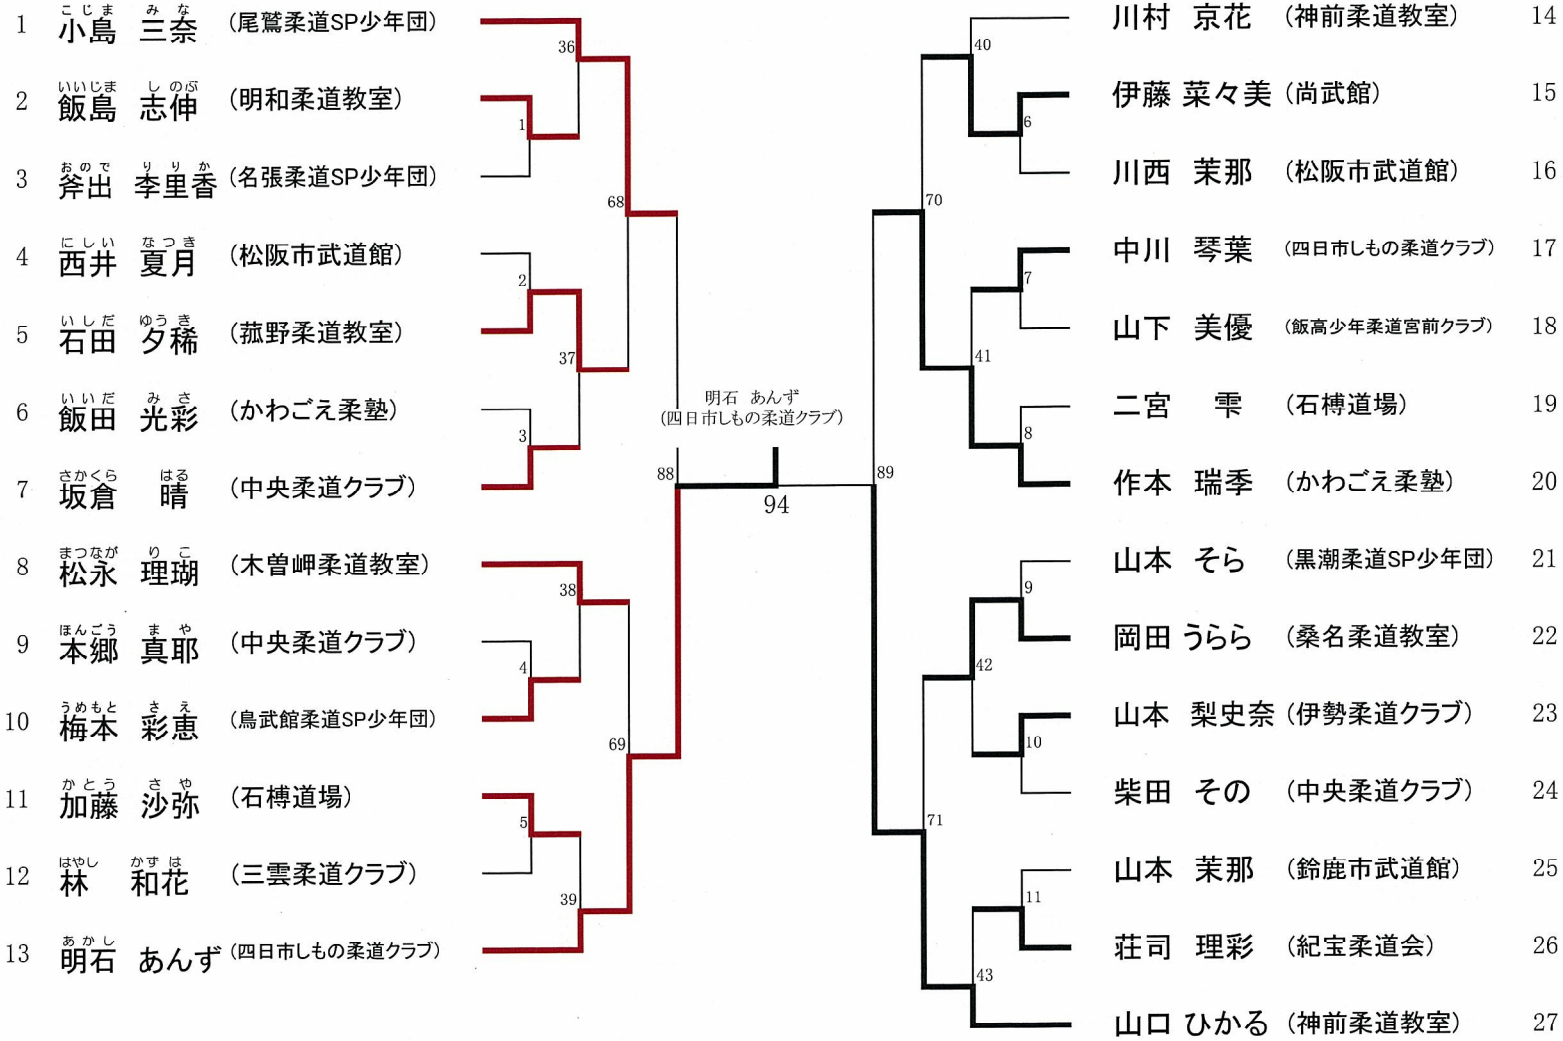 1 小島 三奈 (尾鷲柔道SP少年団)
こじま みな
2 飯島 志伸 (明和柔道教室)
いいじま しのぶ
3 斧出 李里香 (名張柔道SP少年団)
おので りりか
4 西井 夏月 (松阪市武道館)
にしい なつき
5 石田 夕稀 (菰野柔道教室)
いしだ ゆうき
6 飯田 光彩 (かわごえ柔塾)
いいだ みさ
7 坂倉 晴 (中央柔道クラブ)
さかくら はる
8 松永 理瑚 (木曽岬柔道教室)
まつなが りこ
9 本郷 真耶 (中央柔道クラブ)
ほんごう まや
10 梅本 彩恵 (鳥武館柔道SP少年団)
うめもと さえ
11 加藤 沙弥 (石榑道場)
かとう さや
12 林 和花 (三雲柔道クラブ)
はやし かずは
13 明石 あんず (四日市しもの柔道クラブ)
あかし
36
1
68
2
37
3
88
38
4
69
5
39
明石 あんず
(四日市しもの柔道クラブ)
94
40
6
70
7
41
8
89
9
42
10
71
11
43
川村 京花 (神前柔道教室) 14
伊藤 菜々美 (尚武館) 15
川西 茉那 (松阪市武道館) 16
中川 琴葉 (四日市しもの柔道クラブ) 17
山下 美優 (飯高少年柔道宮前クラブ) 18
二宮 雫 (石榑道場) 19
作本 瑞季 (かわごえ柔塾) 20
山本 そら (黒潮柔道SP少年団) 21
岡田 うらら (桑名柔道教室) 22
山本 梨史奈 (伊勢柔道クラブ) 23
柴田 その (中央柔道クラブ) 24
山本 茉那 (鈴鹿市武道館) 25
荘司 理彩 (紀宝柔道会) 26
山口 ひかる (神前柔道教室) 27